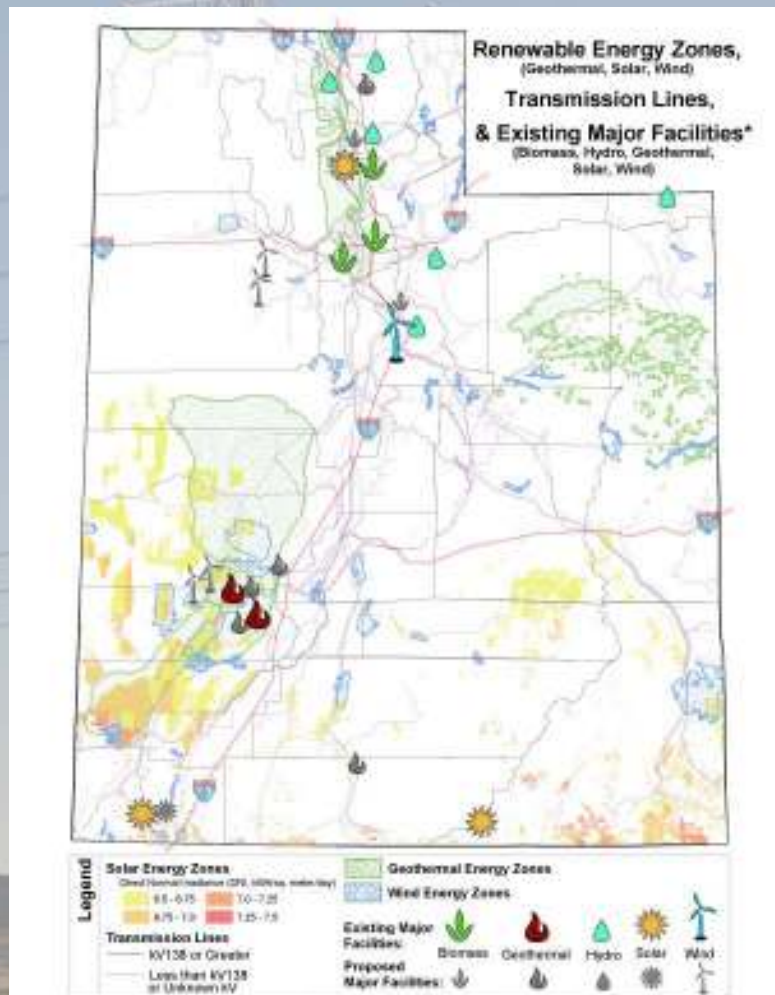 Renewable Energy Zones,
(Geothermal, Solar, Wind)
Transmission Lines,
& Existing Major Facilities*
(Biomass, Hydro, Geothermal,
Solar, Wind)
Legend
Solar Energy Zones
6.5 - 6.75
7.0 - 7.25
6.75 - 7.0
7.25 - 7.5
Transmission Lines
kV138 or Greater
Less than kV138
or Unknown kV
Geothermal Energy Zones
Wind Energy Zones
Existing Major
Facilities:
Biomass
Geothermal
Hydro
Solar
Wind
Proposed
Major Facilities: